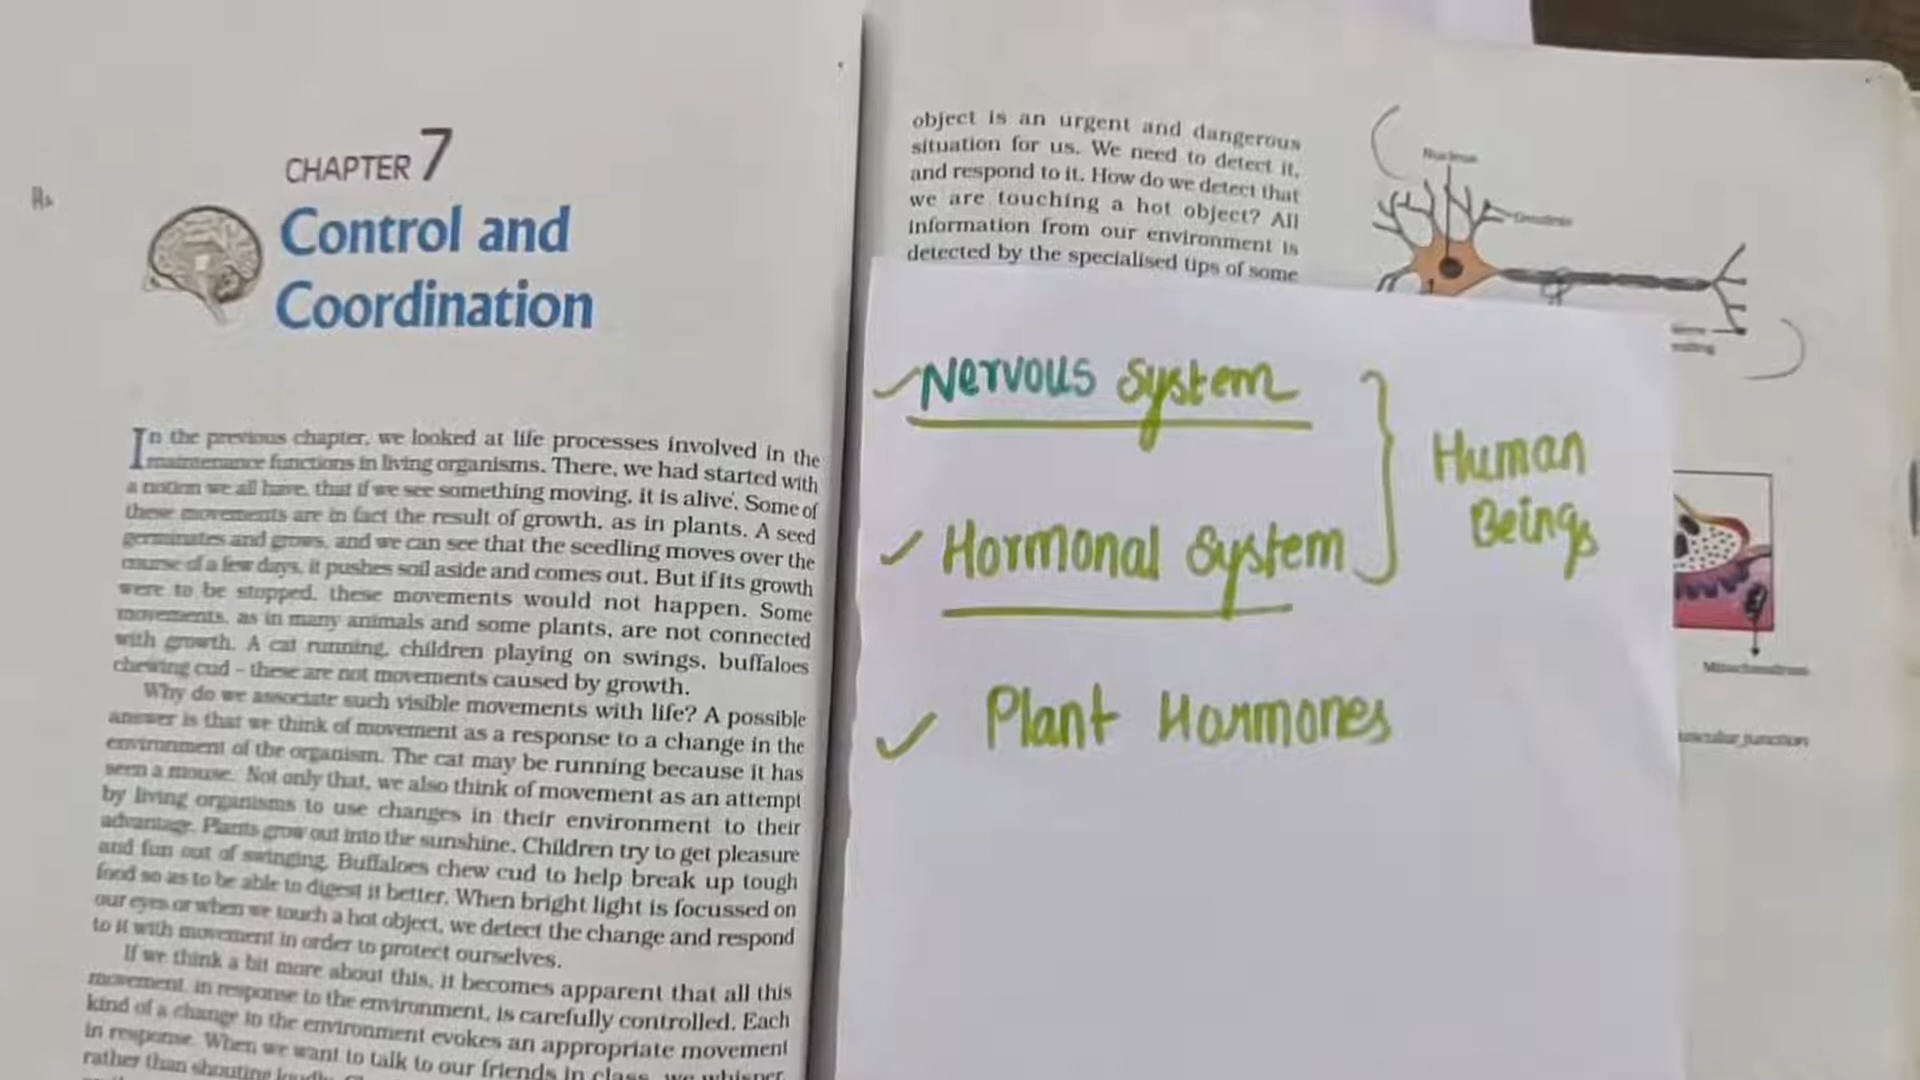 CHAPTER 7
Control and
Coordination
In the previous chapter, we looked at life processes involved in the
maintenance functions in living organisms. There, we had started with
a notion we all have, that if we see something moving, it is alive. Some of
these movements are in fact the result of growth, as in plants. A seed
germinates and grows, and we can see that the seedling moves over the
course of a few days, it pushes soil aside and comes out. But if its growth
were to be stopped, these movements would not happen. Some
movements, as in many animals and some plants, are not connected
with growth. A cat running, children playing on swings, buffaloes
chewing cud – these are not movements caused by growth.
Why do we associate such visible movements with life? A possible
answer is that we think of movement as a response to a change in the
environment of the organism. The cat may be running because it has
seen a mouse. Not only that, we also think of movement as an attempt
by living organisms to use changes in their environment to their
advantage. Plants grow out into the sunshine. Children try to get pleasure
and fun out of swinging. Buffaloes chew cud to help break up tough
food so as to be able to digest it better. When bright light is focussed on
our eyes or when we touch a hot object, we detect the change and respond
to it with movement in order to protect ourselves.
If we think a bit more about this, it becomes apparent that all this
movement, in response to the environment, is carefully controlled. Each
kind of a change in the environment evokes an appropriate movement
in response. When we want to talk to our friends in class, we whisper,
rather than shouting loudly.
object is an urgent and dangerous
situation for us. We need to detect it,
and respond to it. How do we detect that
we are touching a hot object? All
information from our environment is
detected by the specialised tips of some
Nucleus
Dendrite
Nervous System
Hormonal System
Human
Beings
Plant Hormones
Mitochondrion
muscular junction